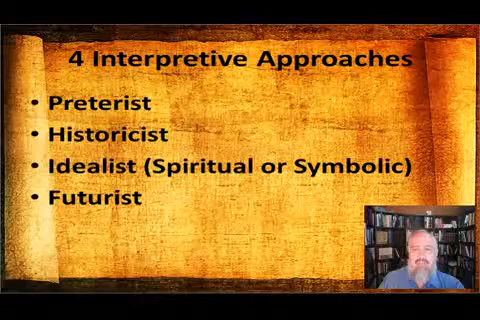 4 Interpretive Approaches
• Preterist
• Historicist
• Idealist (Spiritual or Symbolic)
• Futurist